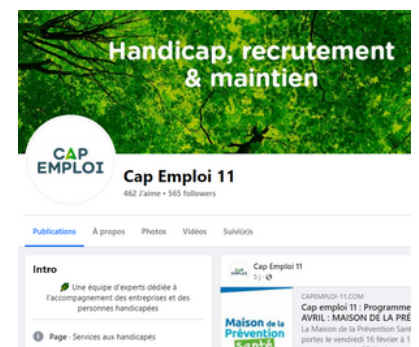 Handicap, recrutement
& maintien
CAP
EMPLOI
Cap Emploi 11
462 J'aime • 565 followers
Publications À propos Photos Vidéos Suivi(e)s
Intro
Une équipe d'experts dédiée à
l'accompagnement des entreprises et des
personnes handicapées
Page · Services aux handicapés
Cap Emploi 11
5 j ·
CAPEMPLOI-11.COM
Cap emploi 11 : Programme
AVRIL : MAISON DE LA PRÉ
La Maison de la Prévention Santé
portes le vendredi 16 février à 1
Maison de la
Prévention
santé